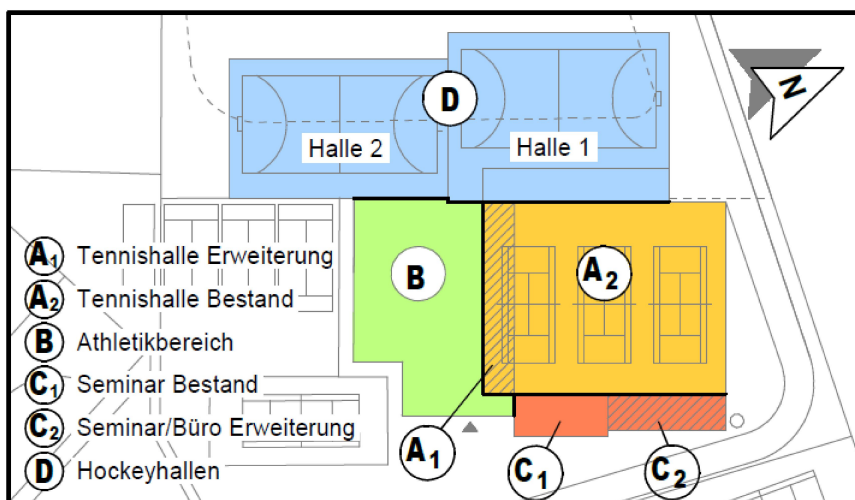 N
D
Halle 2
Halle 1
A1 Tennishalle Erweiterung
A2 Tennishalle Bestand
B Athletikbereich
C1 Seminar Bestand
C2 Seminar/Büro Erweiterung
D Hockeyhallen
B
A2
A1
C1
C2